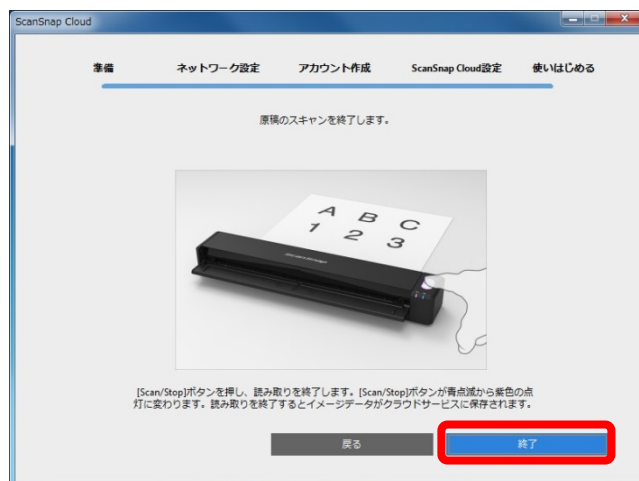 ScanSnap Cloud
準備 ネットワーク設定 アカウント作成 ScanSnap Cloud設定 使いはじめる
原稿のスキャンを終了します。
A B C
1 2 3
ScanSnap
[Scan/Stop]ボタンを押し、読み取りを終了します。[Scan/Stop]ボタンが青点滅から紫色の点
灯に変わります。読み取りを終了するとイメージデータがクラウドサービスに保存されます。
戻る 終了